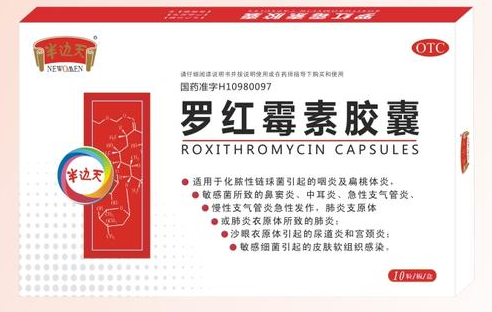 罗红霉素胶囊
半边天
NEWOMEN
OTC
请仔细阅读说明书并按说明使用或在药师指导下购买和使用
国药准字H10980097
罗红霉素胶囊
ROXITHROMYCIN CAPSULES
半边天
适用于化脓性链球菌引起的咽炎及扁桃体炎,
敏感菌所致的鼻窦炎、中耳炎、急性支气管炎、
慢性支气管炎急性发作，肺炎支原体
或肺炎衣原体所致的肺炎;
沙眼衣原体引起的尿道炎和宫颈炎;
敏感细菌引起的皮肤软组织感染。
10粒/板/盒